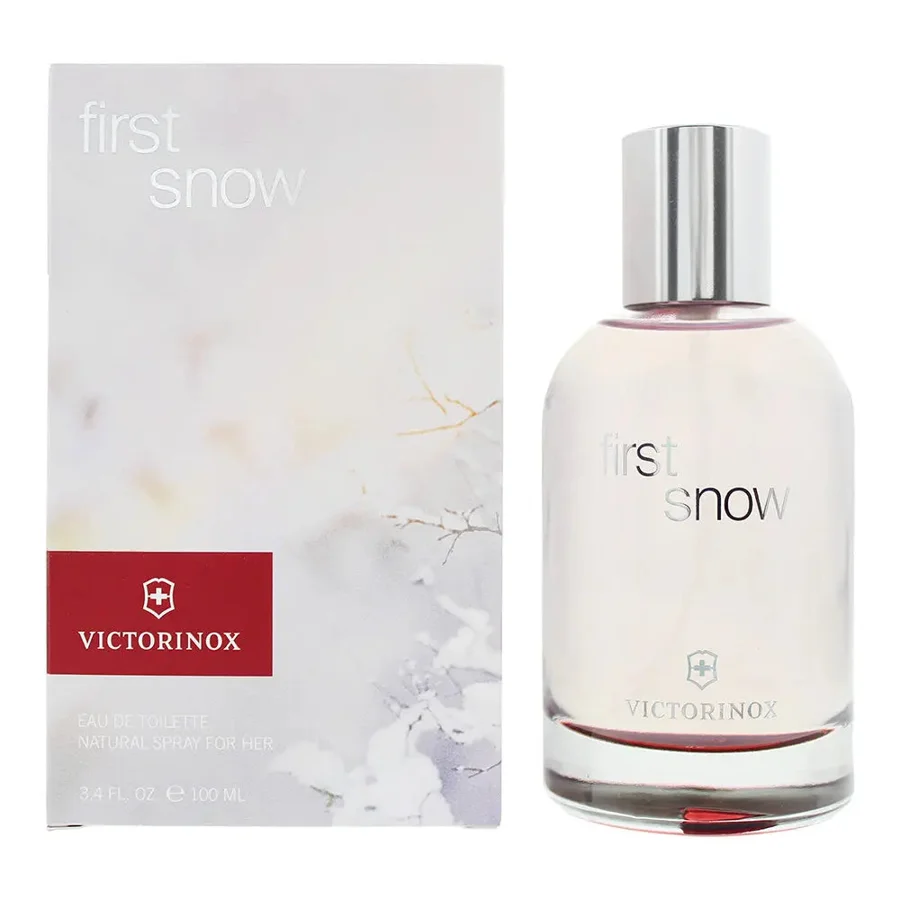 first
snow
VICTORINOX
EAU DE TOILETTE
NATURAL SPRAY FOR HER
3.4 FL. OZ ℮ 100 ML
first
snow
VICTORINOX